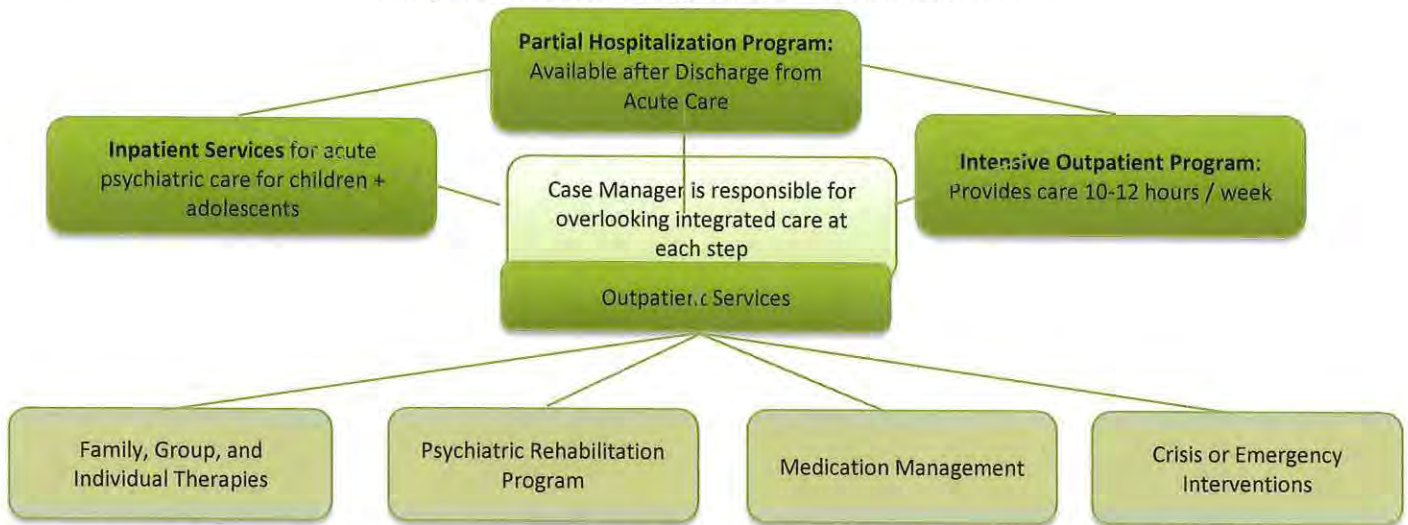 Partial Hospitalization Program:
Available after Discharge from
Acute Care
Inpatient Services for acute
psychiatric care for children +
adolescents
Case Manager is responsible for
overlooking integrated care at
each step
Intensive Outpatient Program:
Provides care 10-12 hours / week
Outpatient Services
Family, Group, and
Individual Therapies
Psychiatric Rehabilitation
Program
Medication Management
Crisis or Emergency
Interventions